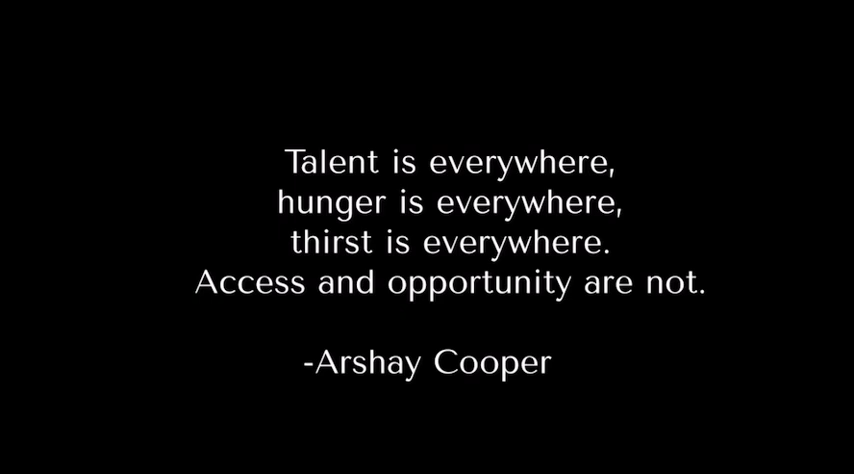 Talent is everywhere,
hunger is everywhere,
thirst is everywhere.
Access and opportunity are not.
-Arshay Cooper